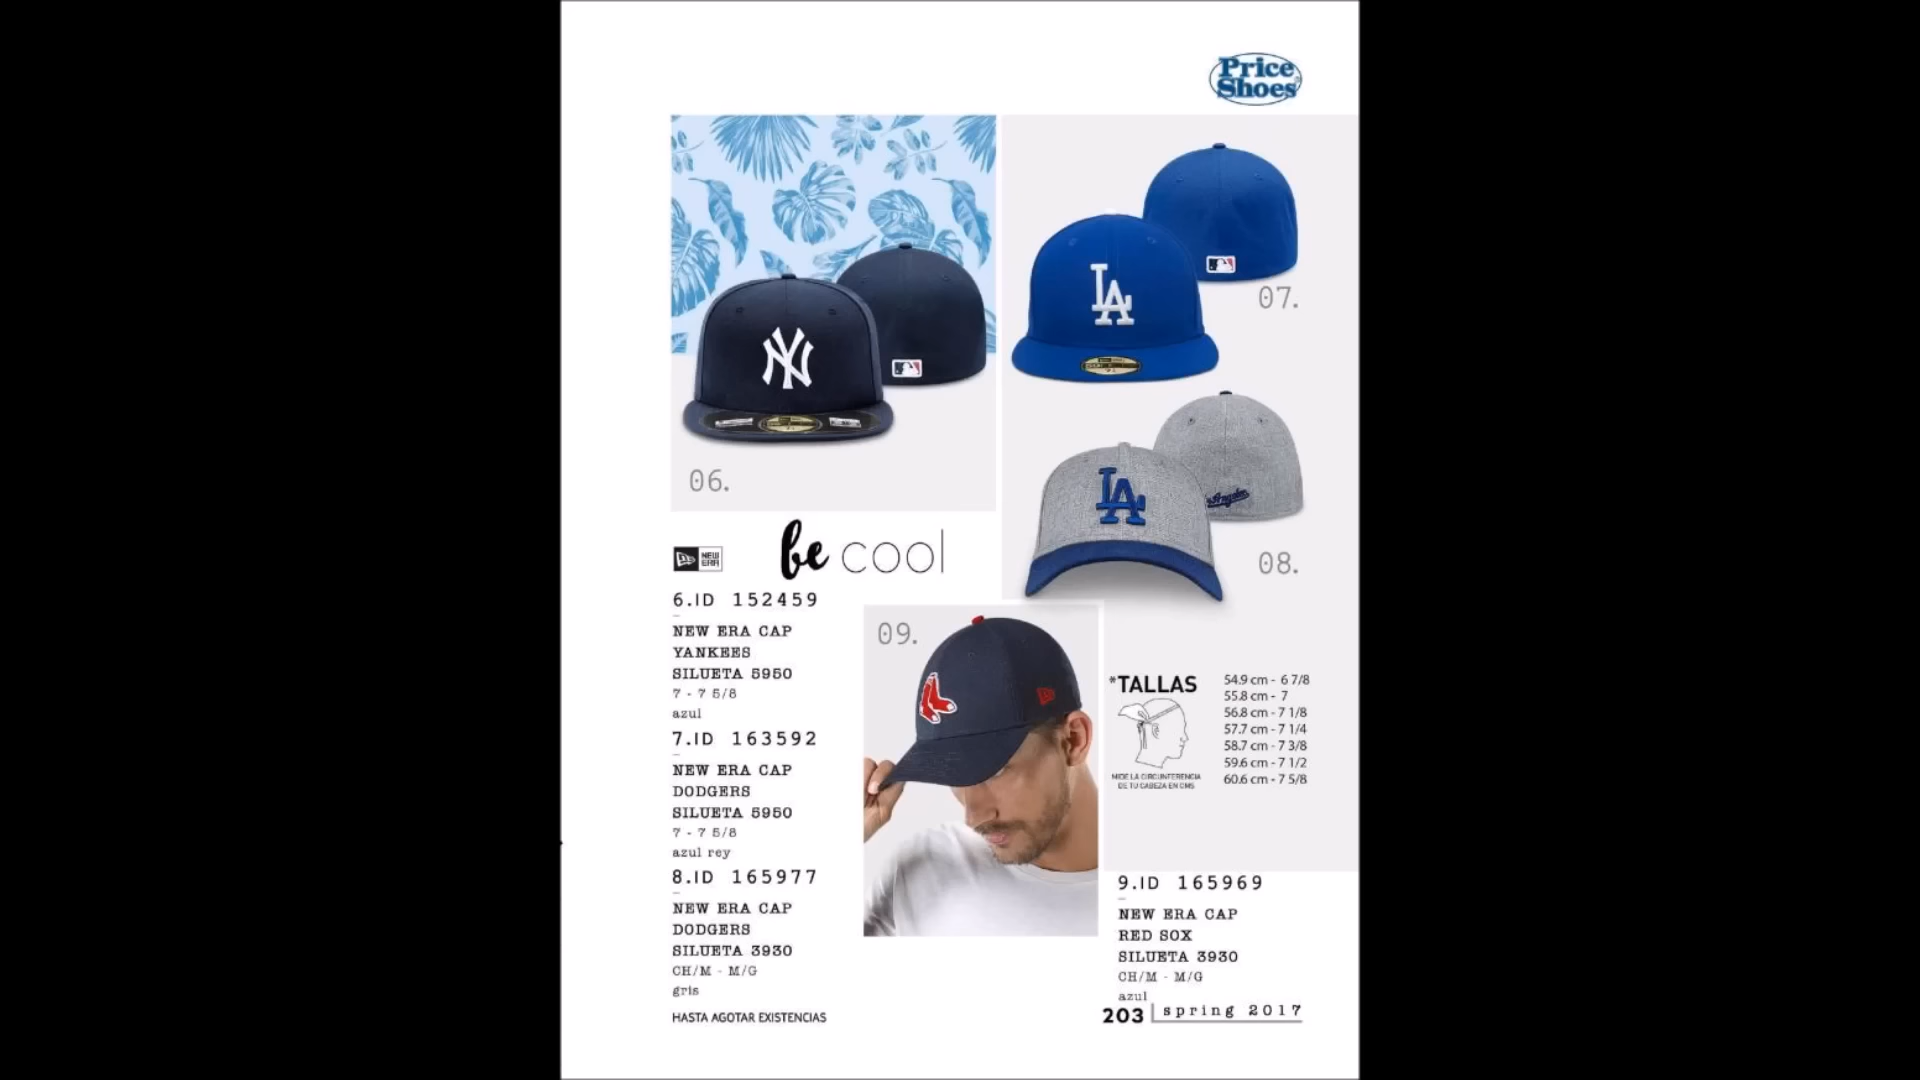 Price
Shoes
06.
07.
08.
NEW
ERA
be cool
6.ID 152459
NEW ERA CAP
YANKEES
SILUETA 5950
7 - 7 5/8
azul
7.ID 163592
NEW ERA CAP
DODGERS
SILUETA 5950
7 - 7 5/8
azul rey
8.ID 165977
NEW ERA CAP
DODGERS
SILUETA 3930
CH/M - M/G
gris
HASTA AGOTAR EXISTENCIAS
09.
*TALLAS
MIDE LA CIRCUNFERENCIA
DE TU CABEZA EN CMS
54.9 cm - 6 7/8
55.8 cm - 7
56.8 cm - 7 1/8
57.7 cm - 7 1/4
58.7 cm - 7 3/8
59.6 cm - 7 1/2
60.6 cm - 7 5/8
9.ID 165969
NEW ERA CAP
RED SOX
SILUETA 3930
CH/M - M/G
azul
203 spring 2017
NY
LA
LA